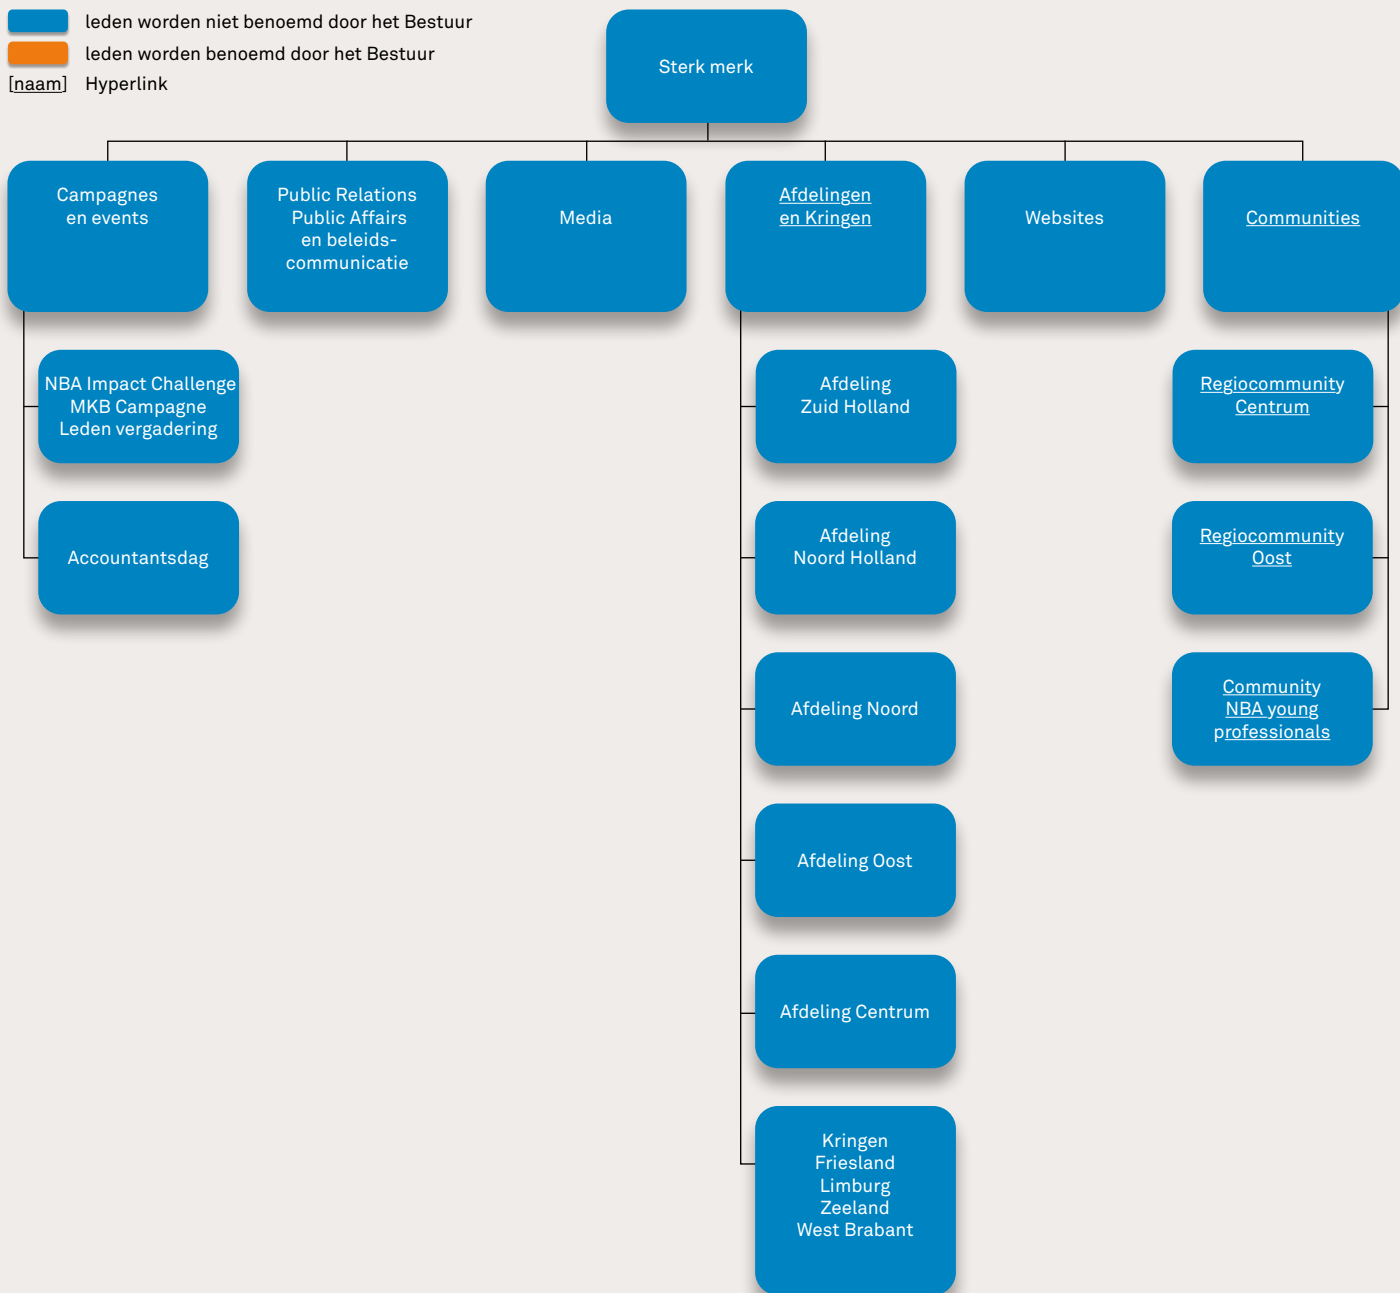 leden worden niet benoemd door het Bestuur
leden worden benoemd door het Bestuur
[naam] Hyperlink
Sterk merk
Campagnes
en events
Public Relations
Public Affairs
en beleids-
communicatie
Media
Afdelingen
en Kringen
Websites
Communities
NBA Impact Challenge
MKB Campagne
Leden vergadering
Accountantsdag
Afdeling
Zuid Holland
Afdeling
Noord Holland
Afdeling Noord
Afdeling Oost
Afdeling Centrum
Kringen
Friesland
Limburg
Zeeland
West Brabant
Regiocommunity
Centrum
Regiocommunity
Oost
Community
NBA young
professionals